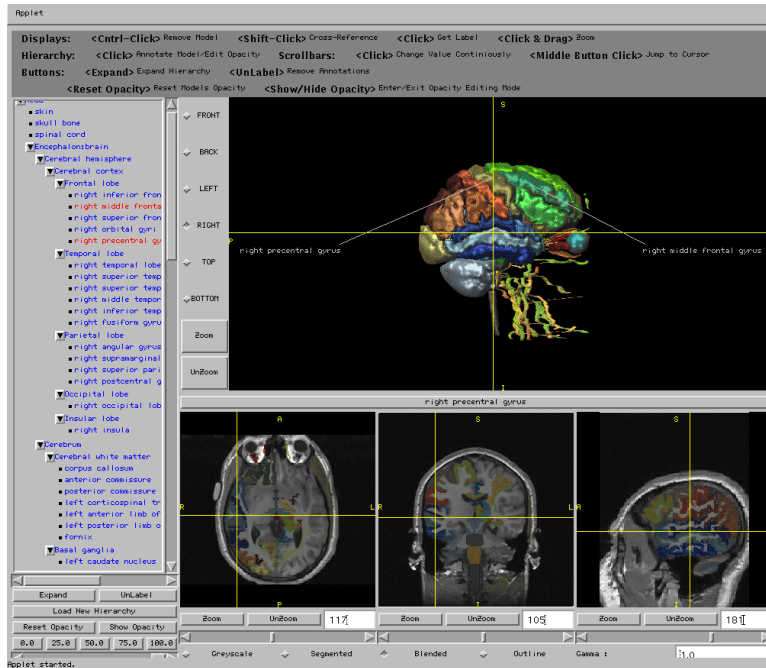 Applet
Displays: <Cntrl-Click> Remove Model <Shift-Click> Cross-Reference <Click> Get Label <Click & Drag> Zoom
Hierarchy: <Click> Annotate Model/Edit Opacity Scrollbars: <Click> Change Value Continiously <Middle Button Click> Jump to Cursor
Buttons: <Expand> Expand Hierarchy <UnLabel> Remove Annotations
<Reset Opacity> Reset Models Opacity <Show/Hide Opacity> Enter/Exit Opacity Editing Mode
head
skin
skull bone
spinal cord
Encephalon:brain
Cerebral hemisphere
Cerebral cortex
Frontal lobe
right inferior fron
right middle fronta
right superior fron
right orbital gyri
right precentral gy
Temporal lobe
right temporal lobe
right superior temp
right superior temp
right middle tempor
right inferior temp
right fusiform gyru
Parietal lobe
right angular gyrus
right supramarginal
right superior pari
right postcentral g
Occipital lobe
right occipital lob
Insular lobe
right insula
Cerebrum
Cerebral white matter
corpus callosum
anterior commissure
posterior commissure
left corticospinal tr
left anterior limb of
left posterior limb o
fornix
Basal ganglia
left caudate nucleus
Expand UnLabel
Load New Hierarchy
Reset Opacity Show Opacity
0.0 25.0 50.0 75.0 100.0
FRONT
BACK
LEFT
RIGHT
TOP
BOTTOM
Zoom
UnZoom
S
P
right precentral gyrus
right middle frontal gyrus
I
right precentral gyrus
A
R L
P
S
R L
I
S
A
I
Zoom UnZoom 117
Zoom UnZoom 105
Zoom UnZoom 181
Greyscale Segmented Blended Outline Gamma : 1.0
Applet started.